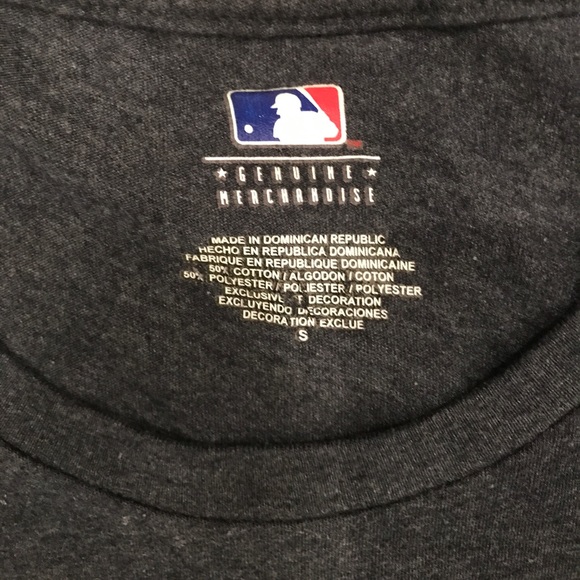 ★ GENUINE ★
MERCHANDISE
MADE IN DOMINICAN REPUBLIC
HECHO EN REPUBLICA DOMINICANA
FABRIQUE EN REPUBLIQUE DOMINICAINE
50% COTTON / ALGODON / COTON
50% POLYESTER / POLIESTER / POLYESTER
EXCLUSIVE OF DECORATION
EXCLUYENDO DECORACIONES
DECORATION EXCLUE
S